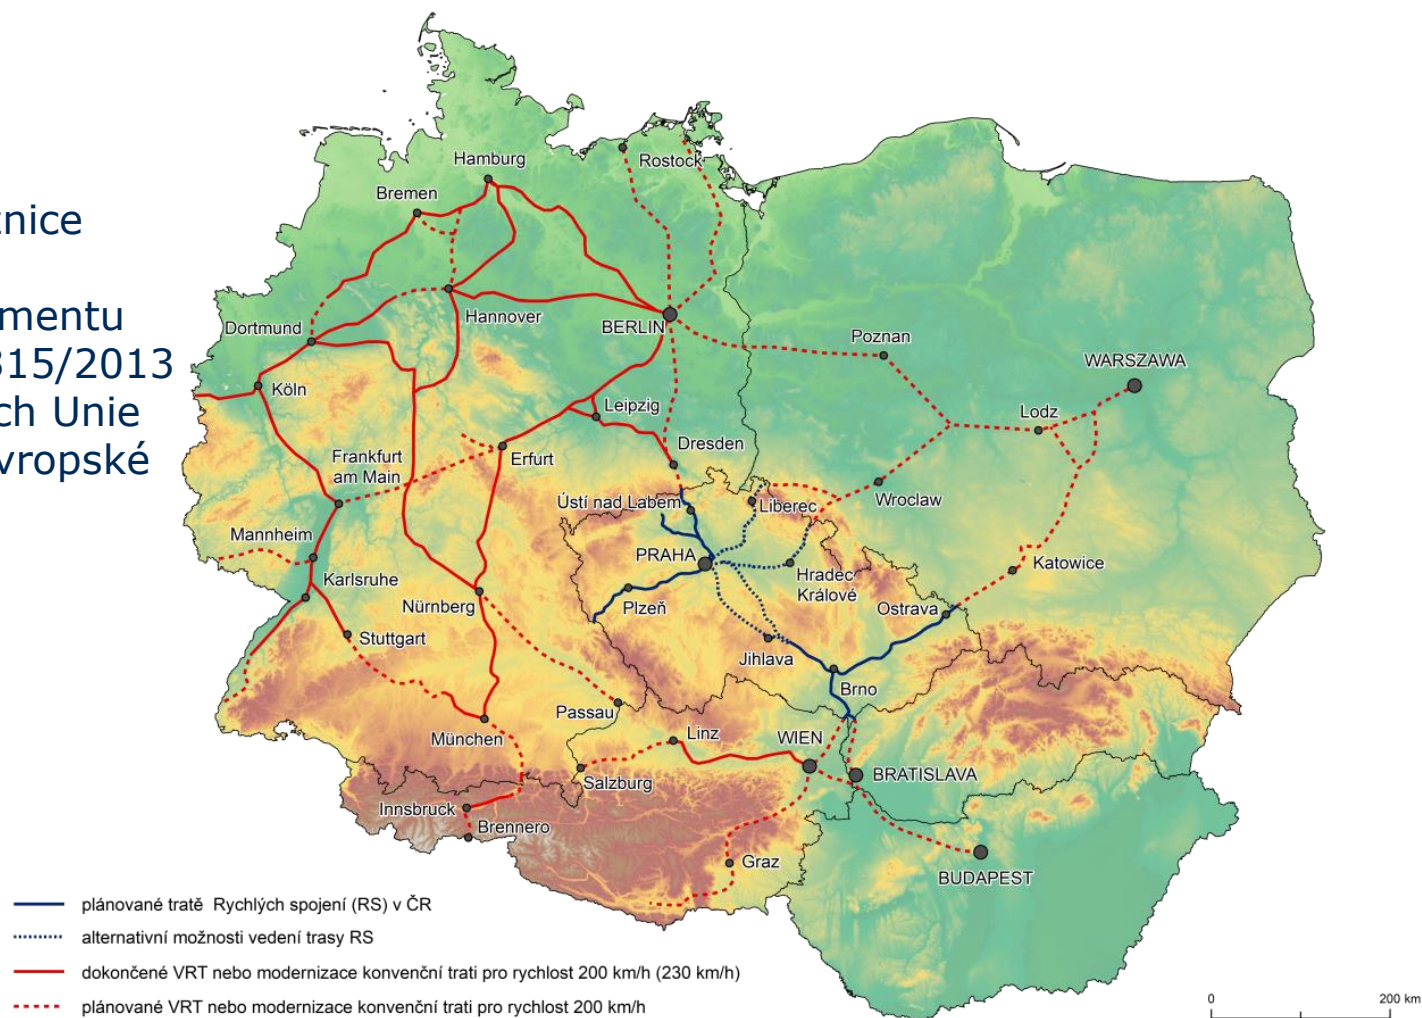 znice
mentu
315/2013
ch Unie
vropské
Hamburg
Rostock
Bremen
Hannover
Dortmund
BERLIN
Poznan
WARSZAWA
Köln
Leipzig
Lodz
Dresden
Frankfurt
am Main
Erfurt
Ústí nad Labem
Liberec
Wroclaw
Mannheim
PRAHA
Karlsruhe
Hradec
Králové
Katowice
Nürnberg
Plzeň
Ostrava
Stuttgart
Jihlava
Brno
Passau
München
Linz
WIEN
Salzburg
BRATISLAVA
Innsbruck
Brennero
Graz
BUDAPEST
plánované tratě Rychlých spojení (RS) v ČR
alternativní možnosti vedení trasy RS
dokončené VRT nebo modernizace konvenční trati pro rychlost 200 km/h (230 km/h)
plánované VRT nebo modernizace konvenční trati pro rychlost 200 km/h
0 200 km